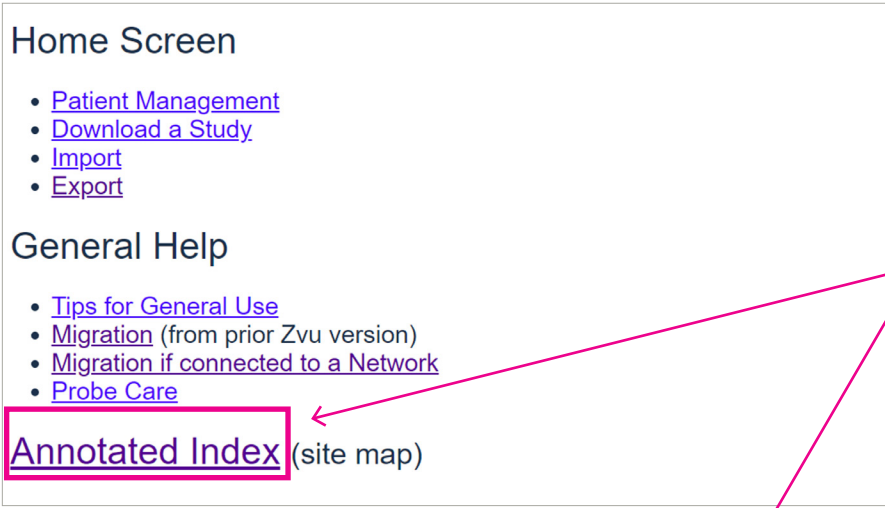 Home Screen
• Patient Management
• Download a Study
• Import
• Export
General Help
• Tips for General Use
• Migration (from prior Zvu version)
• Migration if connected to a Network
• Probe Care
Annotated Index (site map)